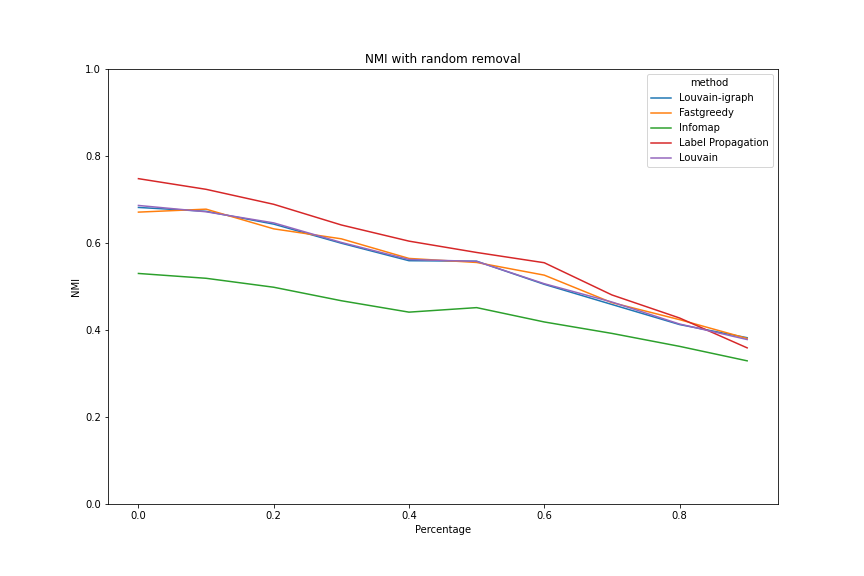 NMI with random removal
method
Louvain-igraph
Fastgreedy
Infomap
Label Propagation
Louvain
1.0
0.8
0.6
0.4
0.2
0.0
NMI
0.0 0.2 0.4 0.6 0.8
Percentage